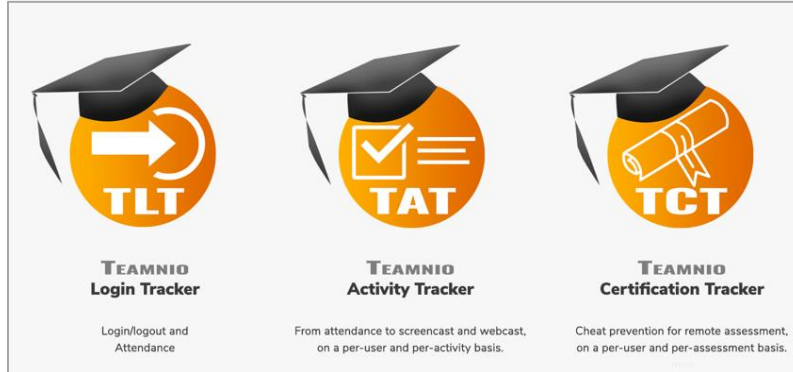 TLT
TEAMNIO
Login Tracker
Login/logout and
Attendance
TAT
TEAMNIO
Activity Tracker
From attendance to screencast and webcast,
on a per-user and per-activity basis.
TCT
TEAMNIO
Certification Tracker
Cheat prevention for remote assessment,
on a per-user and per-assessment basis.